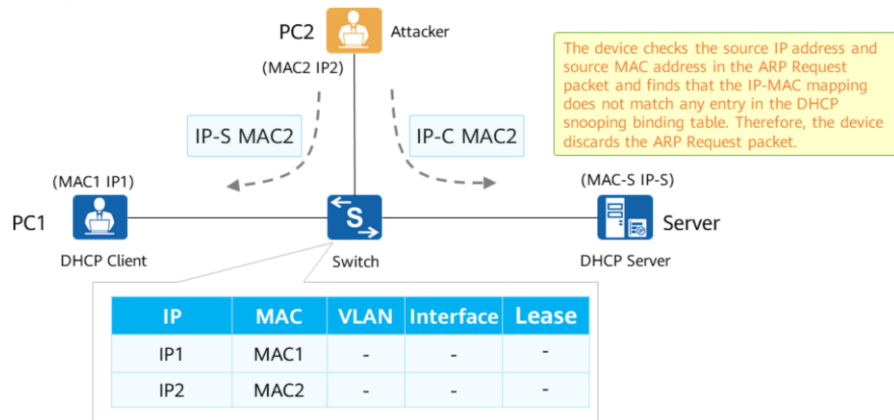 PC2
Attacker
(MAC2 IP2)
The device checks the source IP address and
source MAC address in the ARP Request
packet and finds that the IP-MAC mapping
does not match any entry in the DHCP
snooping binding table. Therefore, the device
discards the ARP Request packet.
IP-S MAC2
IP-C MAC2
(MAC1 IP1)
(MAC-S IP-S)
PC1
S
Server
DHCP Client
Switch
DHCP Server
IP MAC VLAN Interface Lease
IP1 MAC1 - - -
IP2 MAC2 - - -